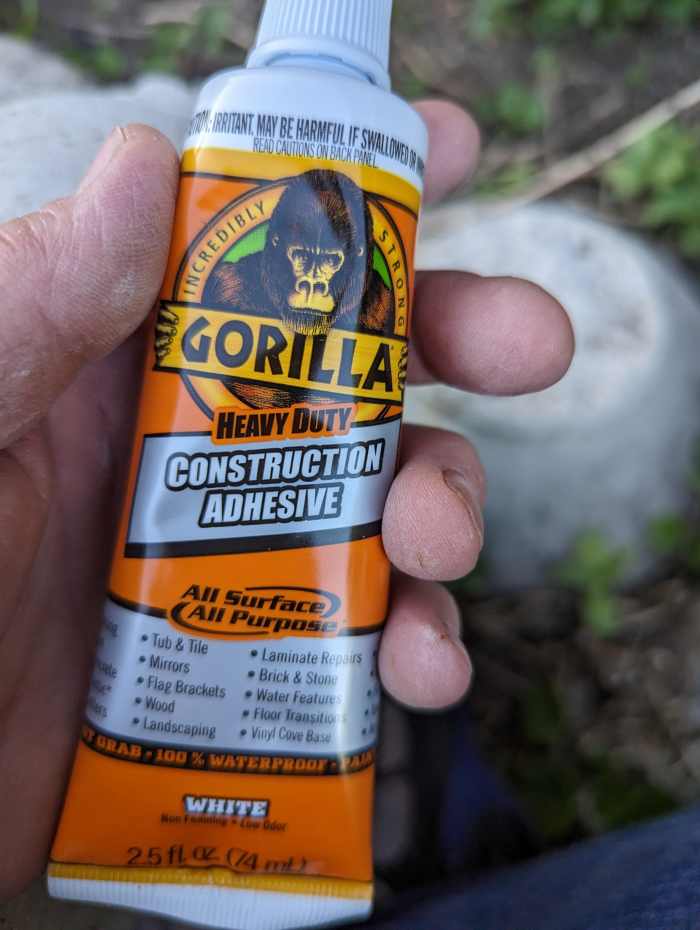 CAUTION: IRRITANT. MAY BE HARMFUL IF SWALLOWED OR
READ CAUTIONS ON BACK PANEL
INCREDIBLY STRONG
GORILLA
HEAVY DUTY
CONSTRUCTION
ADHESIVE
All Surface
All Purpose
• Tub & Tile
• Mirrors
• Flag Brackets
• Wood
• Landscaping
• Laminate Repairs
• Brick & Stone
• Water Features
• Floor Transitions
• Vinyl Cove Base
GRAB • 100 % WATERPROOF •
WHITE
Non Foaming • Low Odor
2.5 fl oz (74 mL)